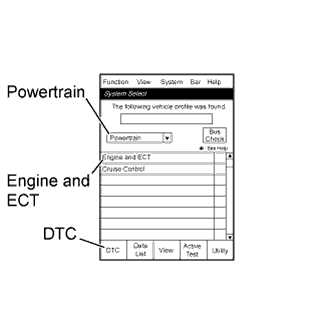 Function View System Bar Help
System Select
Powertrain
The following vehicle profile was found.
Powertrain
Bus
Check
See Help
Engine and ECT
Engine and
ECT
Cruise Control
DTC
DTC
Data
List
View
Active
Test
Utility